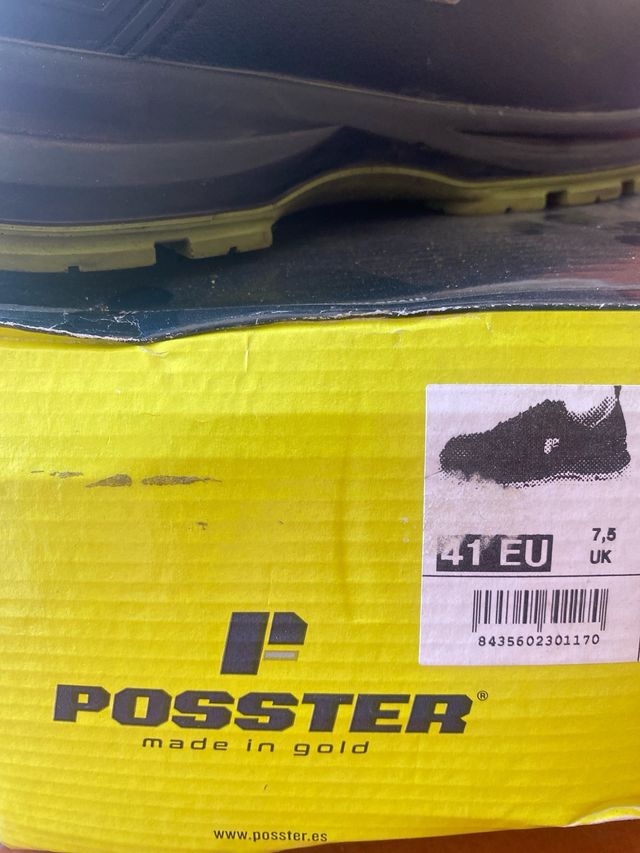 41 EU
7,5
UK
8435602301170
POSSTER®
made in gold
www.posster.es